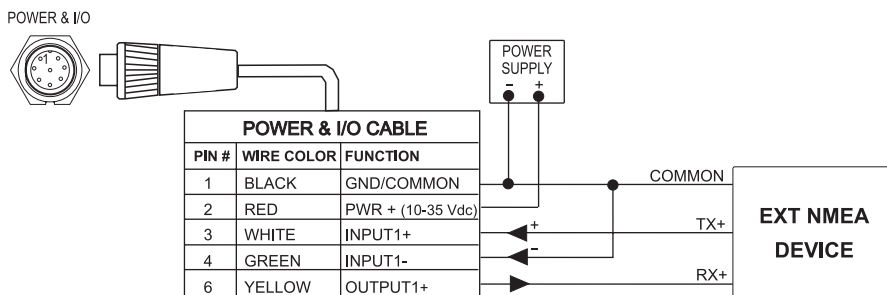 POWER & I/O
1
POWER
SUPPLY
- +
POWER & I/O CABLE
PIN # WIRE COLOR FUNCTION
1 BLACK GND/COMMON
2 RED PWR + (10-35 Vdc)
3 WHITE INPUT1+
4 GREEN INPUT1-
6 YELLOW OUTPUT1+
COMMON
+ TX+
-
RX+
EXT NMEA
DEVICE